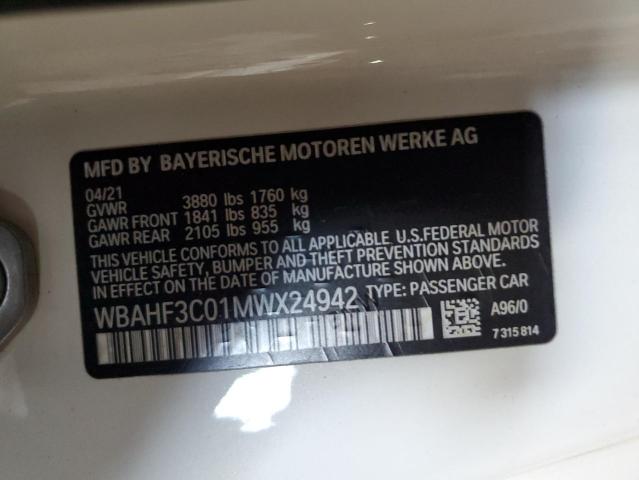 MFD BY BAYERISCHE MOTOREN WERKE AG
04/21
GVWR 3880 lbs 1760 kg
GAWR FRONT 1841 lbs 835 kg
GAWR REAR 2105 lbs 955 kg
THIS VEHICLE CONFORMS TO ALL APPLICABLE U.S.FEDERAL MOTOR
VEHICLE SAFETY, BUMPER AND THEFT PREVENTION STANDARDS
IN EFFECT ON THE DATE OF MANUFACTURE SHOWN ABOVE.
WBAHF3C01MWX24942 TYPE: PASSENGER CAR
A96/0
7 315 814